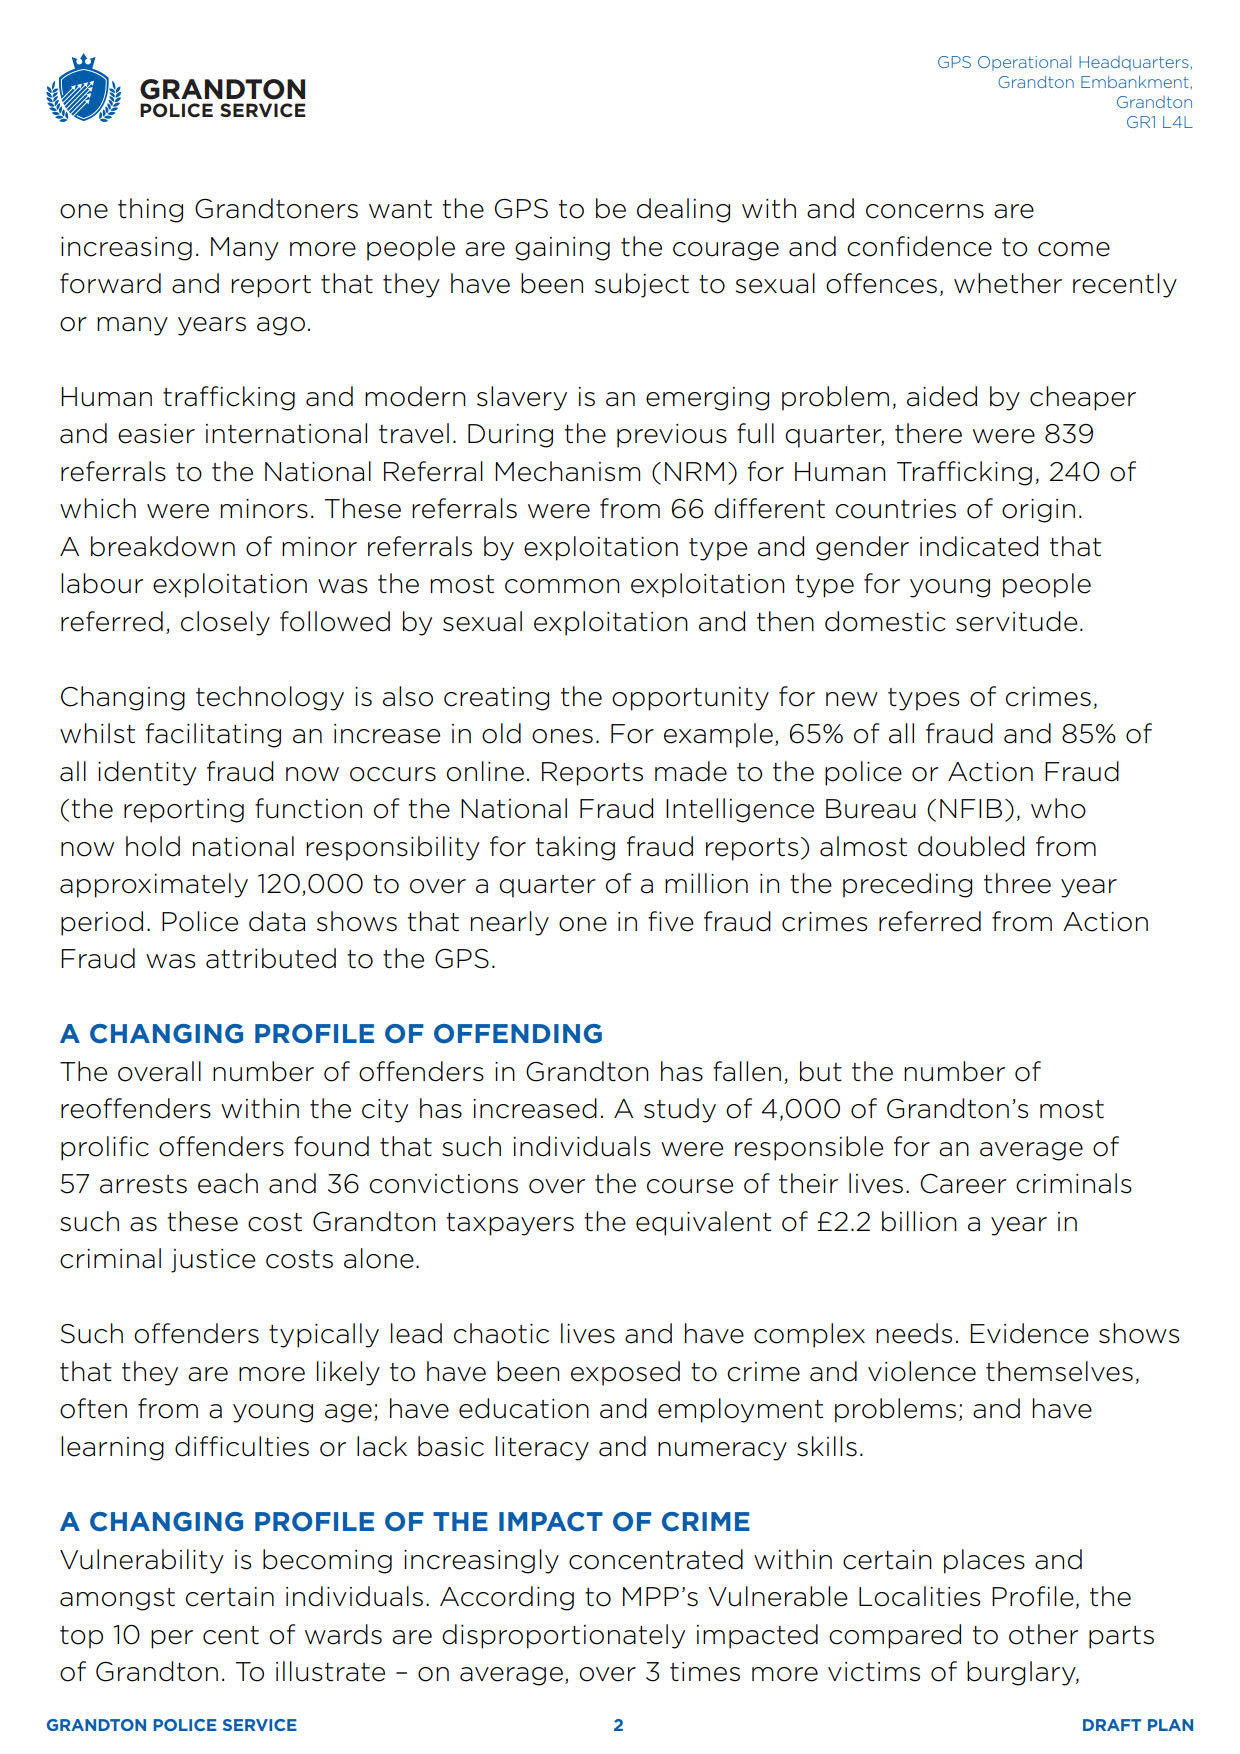 GRANDTON
POLICE SERVICE
GPS Operational Headquarters,
Grandton Embankment,
Grandton
GR1 L4L
one thing Grandtoners want the GPS to be dealing with and concerns are
increasing. Many more people are gaining the courage and confidence to come
forward and report that they have been subject to sexual offences, whether recently
or many years ago.
Human trafficking and modern slavery is an emerging problem, aided by cheaper
and easier international travel. During the previous full quarter, there were 839
referrals to the National Referral Mechanism (NRM) for Human Trafficking, 240 of
which were minors. These referrals were from 66 different countries of origin.
A breakdown of minor referrals by exploitation type and gender indicated that
labour exploitation was the most common exploitation type for young people
referred, closely followed by sexual exploitation and then domestic servitude.
Changing technology is also creating the opportunity for new types of crimes,
whilst facilitating an increase in old ones. For example, 65% of all fraud and 85% of
all identity fraud now occurs online. Reports made to the police or Action Fraud
(the reporting function of the National Fraud Intelligence Bureau (NFIB), who
now hold national responsibility for taking fraud reports) almost doubled from
approximately 120,000 to over a quarter of a million in the preceding three year
period. Police data shows that nearly one in five fraud crimes referred from Action
Fraud was attributed to the GPS.
A CHANGING PROFILE OF OFFENDING
The overall number of offenders in Grandton has fallen, but the number of
reoffenders within the city has increased. A study of 4,000 of Grandton's most
prolific offenders found that such individuals were responsible for an average of
57 arrests each and 36 convictions over the course of their lives. Career criminals
such as these cost Grandton taxpayers the equivalent of £2.2 billion a year in
criminal justice costs alone.
Such offenders typically lead chaotic lives and have complex needs. Evidence shows
that they are more likely to have been exposed to crime and violence themselves,
often from a young age; have education and employment problems; and have
learning difficulties or lack basic literacy and numeracy skills.
A CHANGING PROFILE OF THE IMPACT OF CRIME
Vulnerability is becoming increasingly concentrated within certain places and
amongst certain individuals. According to MPP's Vulnerable Localities Profile, the
top 10 per cent of wards are disproportionately impacted compared to other parts
of Grandton. To illustrate – on average, over 3 times more victims of burglary,
GRANDTON POLICE SERVICE
2
DRAFT PLAN